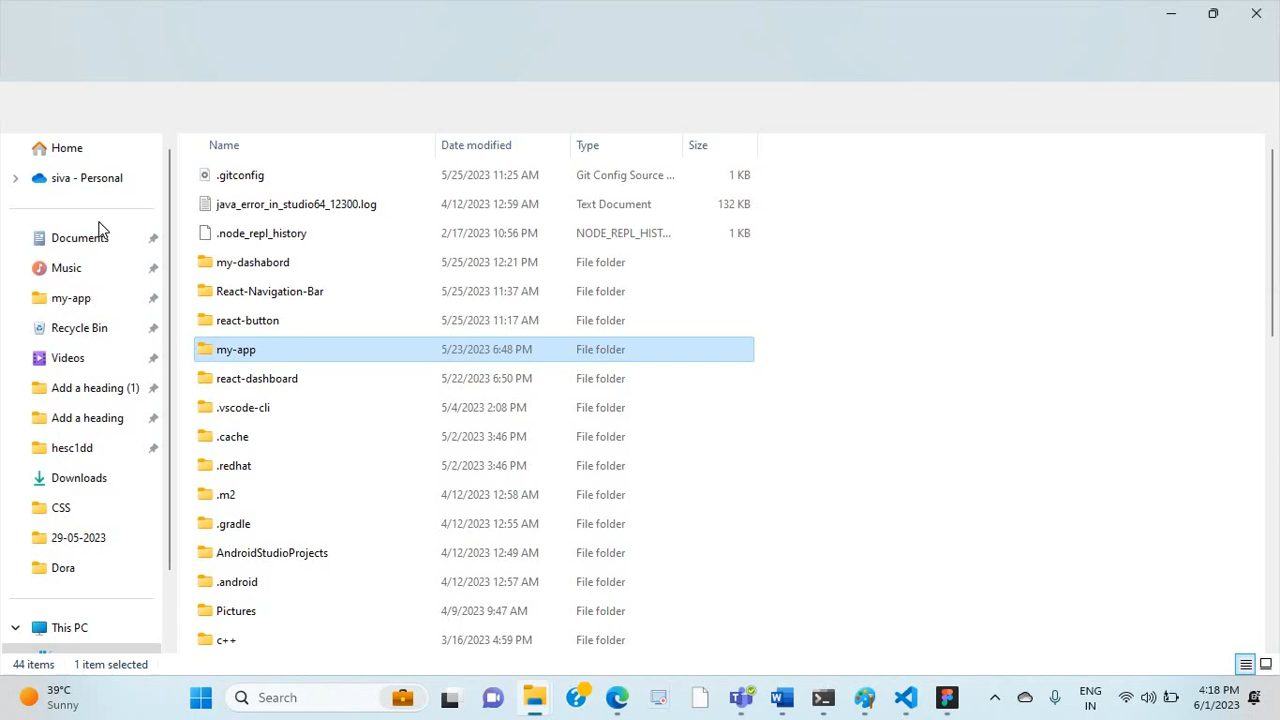 Home
siva - Personal
Documents
Music
my-app
Recycle Bin
Videos
Add a heading (1)
Add a heading
hesc1dd
Downloads
CSS
29-05-2023
Dora
This PC
Name Date modified Type Size
.gitconfig 5/25/2023 11:25 AM Git Config Source ... 1 KB
java_error_in_studio64_12300.log 4/12/2023 12:59 AM Text Document 132 KB
.node_repl_history 2/17/2023 10:56 PM NODE_REPL_HIST... 1 KB
my-dashabord 5/25/2023 12:21 PM File folder
React-Navigation-Bar 5/25/2023 11:37 AM File folder
react-button 5/25/2023 11:17 AM File folder
my-app 5/23/2023 6:48 PM File folder
react-dashboard 5/22/2023 6:50 PM File folder
.vscode-cli 5/4/2023 2:08 PM File folder
.cache 5/2/2023 3:46 PM File folder
.redhat 5/2/2023 3:46 PM File folder
.m2 4/12/2023 12:58 AM File folder
.gradle 4/12/2023 12:55 AM File folder
AndroidStudioProjects 4/12/2023 12:49 AM File folder
.android 4/12/2023 12:57 AM File folder
Pictures 4/9/2023 9:47 AM File folder
c++ 3/16/2023 4:59 PM File folder
44 items 1 item selected
39°C
Sunny
Search
ENG
IN
4:18 PM
6/1/2023